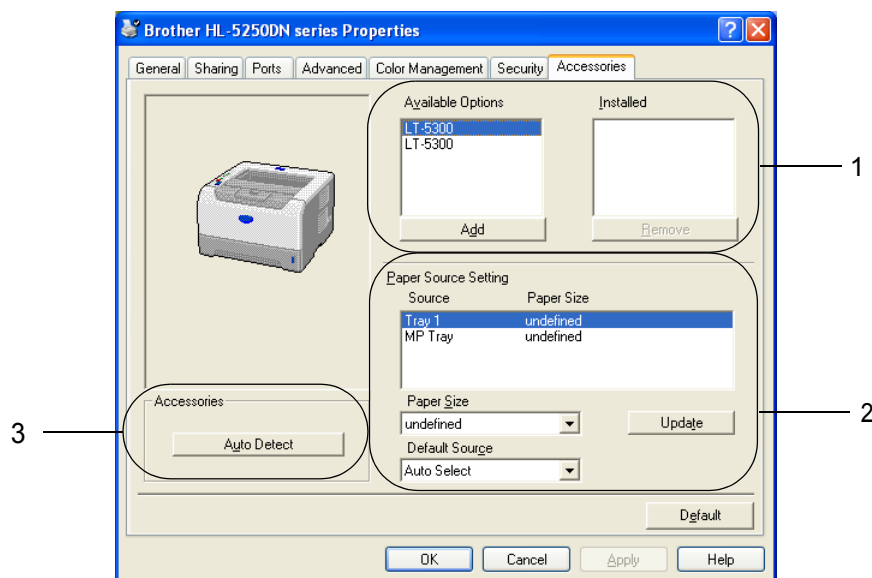 Brother HL-5250DN series Properties
General Sharing Ports Advanced Color Management Security Accessories
Available Options
Installed
LT-5300
LT-5300
Add
Remove
1
Paper Source Setting
Source Paper Size
Tray 1 undefined
MP Tray undefined
Paper Size
undefined
Update
Default Source
Auto Select
2
Accessories
Auto Detect
3
Default
OK Cancel Apply Help